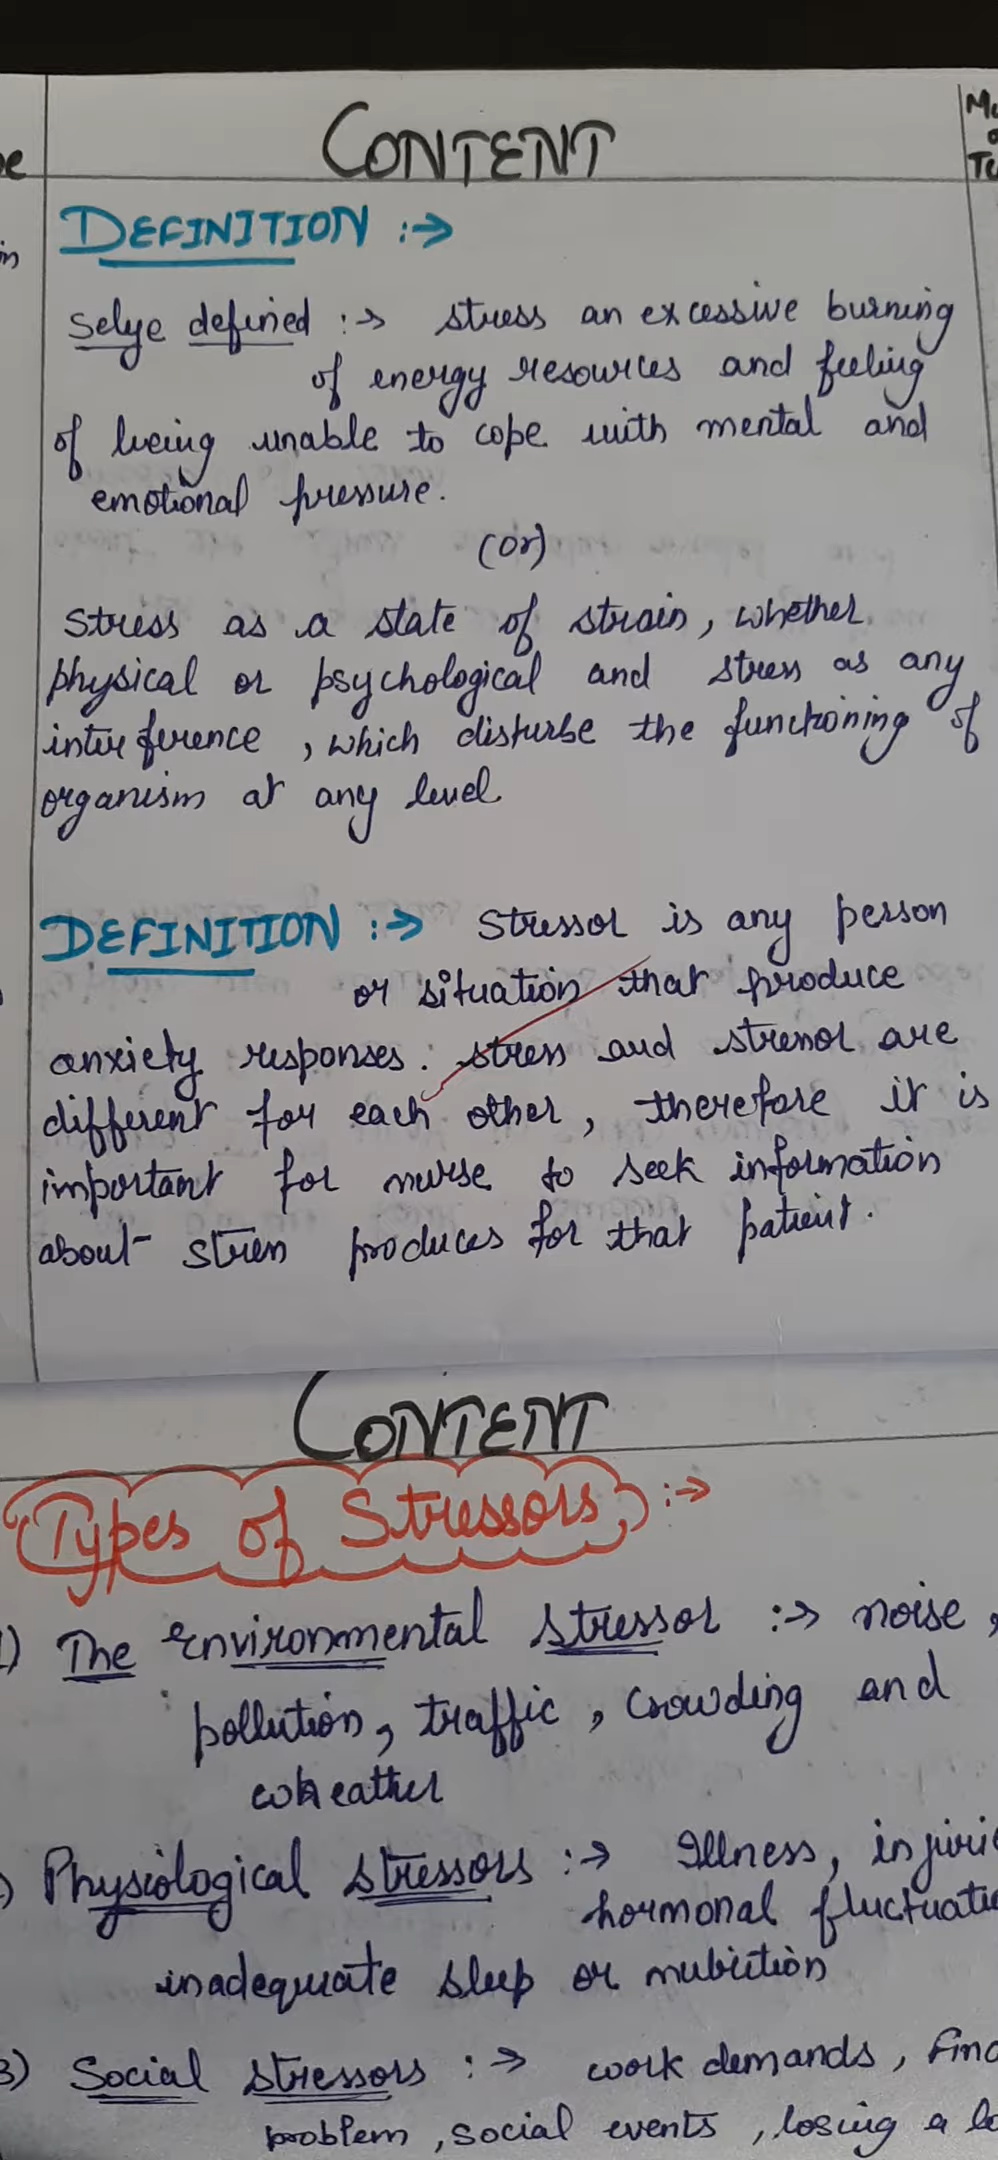 CONTENT
DEFINITION :→
Selye defined :→ stress an excessive burning
of energy resources and feeling
of being unable to cope with mental and
emotional pressure.
(or)
Stress as a state of strain, whether
physical or psychological and stress as any
interference, which disturbe the functioning of
organism at any level
DEFINITION :→ Stressor is any person
or situation that produce
anxiety responses. stress and stressor are
different for each other, therefore it is
important for nurse to seek information
about stress produces for that patient.
CONTENT
Types of Stressors :→
1) The environmental stressor :→ noise,
pollution, traffic, crowding and
wheather
) Physiological stressors :→ Illness, injurie
hormonal fluctuatio
inadequate sleep or nutrition
3) Social stressors :→ work demands, Fina
problem, social events, losing a lo